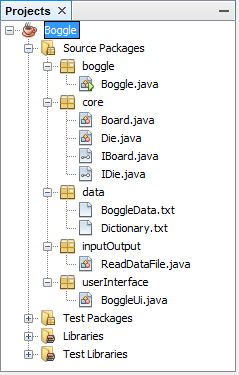 Projects
Boggle
Source Packages
boggle
Boggle.java
core
Board.java
Die.java
IBoard.java
IDie.java
data
BoggleData.txt
Dictionary.txt
inputOutput
ReadDataFile.java
userInterface
BoggleUi.java
Test Packages
Libraries
Test Libraries